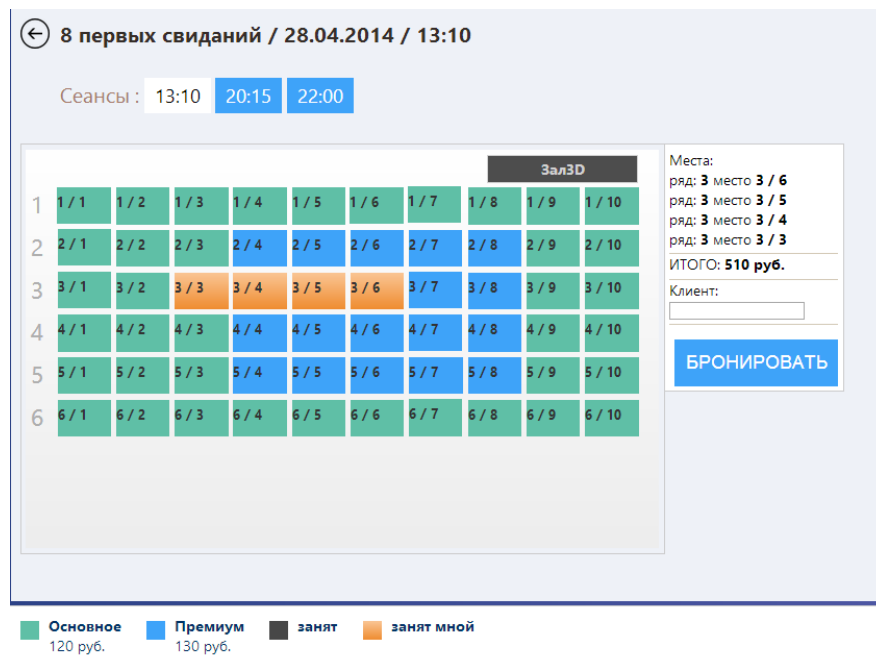 8 первых свиданий / 28.04.2014 / 13:10
Сеансы : 13:10 20:15 22:00
Зал3D
1 1 / 1 1 / 2 1 / 3 1 / 4 1 / 5 1 / 6 1 / 7 1 / 8 1 / 9 1 / 10
2 2 / 1 2 / 2 2 / 3 2 / 4 2 / 5 2 / 6 2 / 7 2 / 8 2 / 9 2 / 10
3 3 / 1 3 / 2 3 / 3 3 / 4 3 / 5 3 / 6 3 / 7 3 / 8 3 / 9 3 / 10
4 4 / 1 4 / 2 4 / 3 4 / 4 4 / 5 4 / 6 4 / 7 4 / 8 4 / 9 4 / 10
5 5 / 1 5 / 2 5 / 3 5 / 4 5 / 5 5 / 6 5 / 7 5 / 8 5 / 9 5 / 10
6 6 / 1 6 / 2 6 / 3 6 / 4 6 / 5 6 / 6 6 / 7 6 / 8 6 / 9 6 / 10
Места:
ряд: 3 место 3 / 6
ряд: 3 место 3 / 5
ряд: 3 место 3 / 4
ряд: 3 место 3 / 3
ИТОГО: 510 руб.
Клиент:
БРОНИРОВАТЬ
Основное Премиум занят занят мной
120 руб. 130 руб.